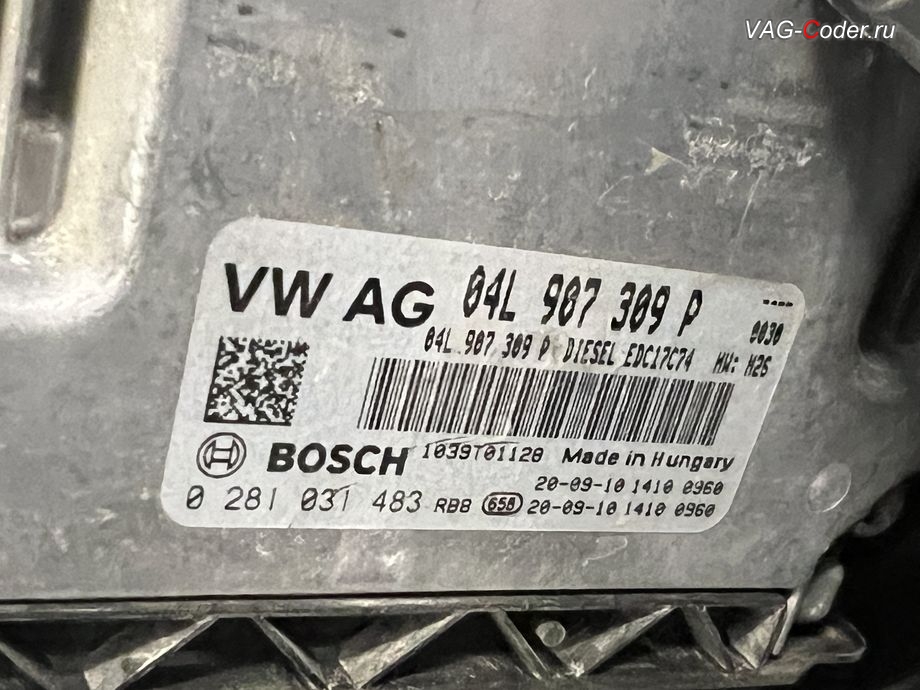 VAG-Coder.ru
VW AG 04L 907 309 P
0030
04L 907 309 P DIESEL EDC17C74 HW: H26
BOSCH 1039T01128 Made in Hungary
20-09-10 1410 0960
0 281 031 483 RBB 658 20-09-10 1410 0960